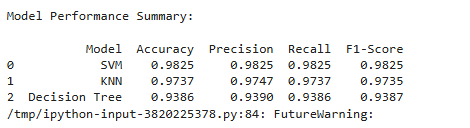 Model Performance Summary:
Model Accuracy Precision Recall F1-Score
0 SVM 0.9825 0.9825 0.9825 0.9825
1 KNN 0.9737 0.9747 0.9737 0.9735
2 Decision Tree 0.9386 0.9390 0.9386 0.9387
/tmp/ipython-input-3820225378.py:84: FutureWarning: